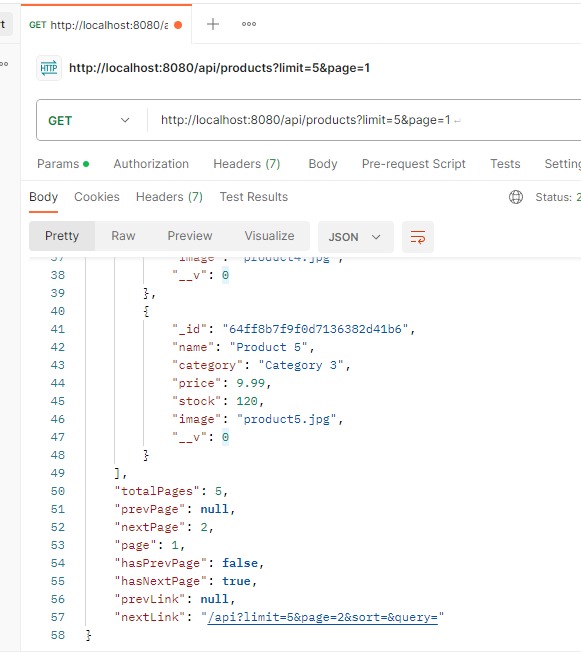 rt
GET http://localhost:8080/a
HTTP
http://localhost:8080/api/products?limit=5&page=1
GET
http://localhost:8080/api/products?limit=5&page=1
Params
Authorization
Headers (7)
Body
Pre-request Script
Tests
Setting
Body
Cookies
Headers (7)
Test Results
Status: 2
Pretty
Raw
Preview
Visualize
JSON
37 "image": "product4.jpg",
38 "__v": 0
39 },
40 {
41 "_id": "64ff8b7f9f0d7136382d41b6",
42 "name": "Product 5",
43 "category": "Category 3",
44 "price": 9.99,
45 "stock": 120,
46 "image": "product5.jpg",
47 "__v": 0
48 }
49 ],
50 "totalPages": 5,
51 "prevPage": null,
52 "nextPage": 2,
53 "page": 1,
54 "hasPrevPage": false,
55 "hasNextPage": true,
56 "prevLink": null,
57 "nextLink": "/api?limit=5&page=2&sort=&query="
58 }